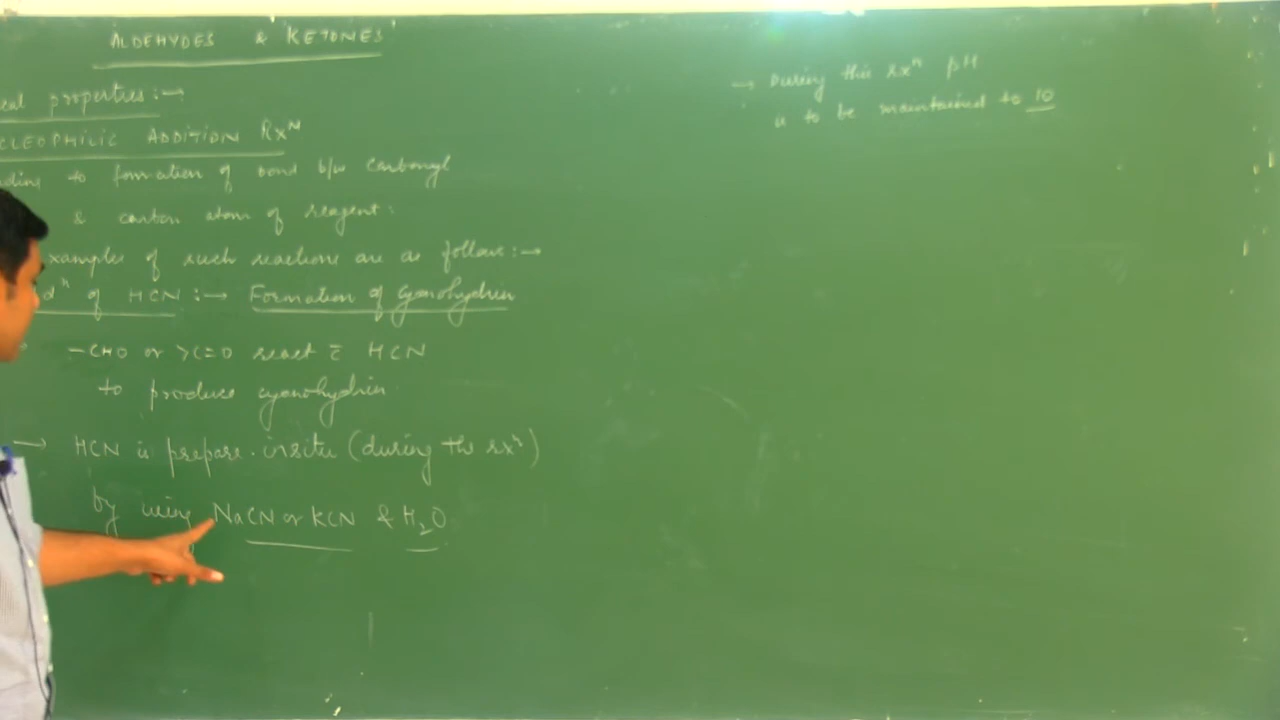 ALDEHYDES & KETONES
cal properties:→
CLEOPHILIC ADDITION RXN
ding to formation of bond b/w carbonyl
& carbon atom of reagent:
xamples of such reactions are as follows:→
dn of HCN :→ Formation of Cyanohydrin
-CHO or >C=O react c̄ HCN
to produce cyanohydrin
→ HCN is prepare insitu (during the rxn)
by using NaCN or KCN & H₂O
→ During this rxn pH
is to be maintained to 10